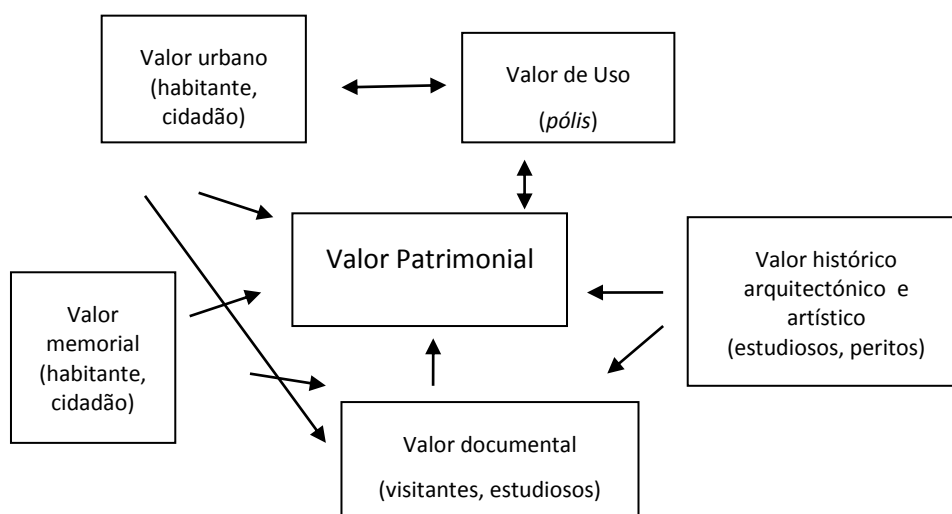 Valor urbano
(habitante,
cidadão)
Valor de Uso
(pólis)
Valor Patrimonial
Valor histórico
arquitectónico e
artístico
(estudiosos, peritos)
Valor
memorial
(habitante,
cidadão)
Valor documental
(visitantes, estudiosos)